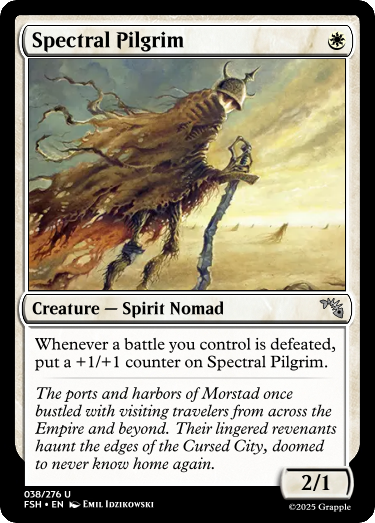 Spectral Pilgrim
Creature — Spirit Nomad
Whenever a battle you control is defeated,
put a +1/+1 counter on Spectral Pilgrim.
The ports and harbors of Morstad once
bustled with visiting travelers from across the
Empire and beyond. Their lingered revenants
haunt the edges of the Cursed City, doomed
to never know home again.
2/1
038/276 U
FSH • EN Emil Idzikowski
©2025 Grapple